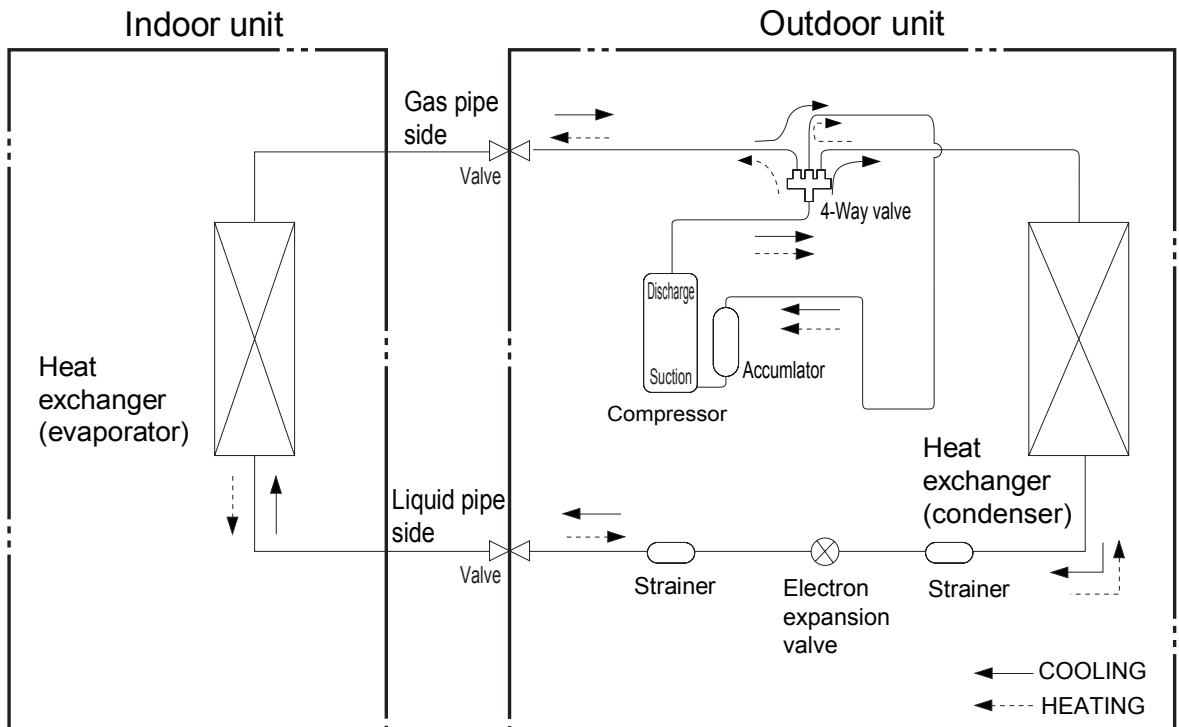 Indoor unit
Outdoor unit
Gas pipe
side
Valve
4-Way valve
Discharge
Suction
Accumlator
Compressor
Heat
exchanger
(evaporator)
Heat
exchanger
(condenser)
Liquid pipe
side
Valve
Strainer
Electron
expansion
valve
Strainer
COOLING
HEATING